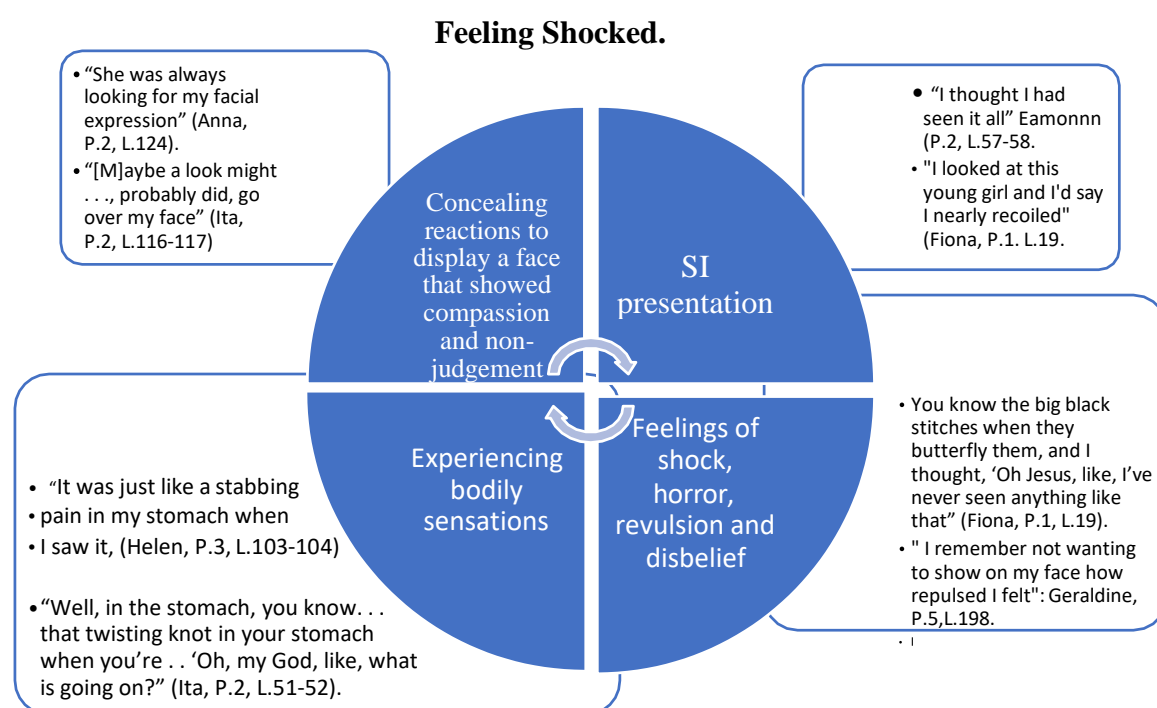 Feeling Shocked.
• “She was always
looking for my facial
expression” (Anna,
P.2, L.124).
• “[M]aybe a look might
. . ., probably did, go
over my face” (Ita,
P.2, L.116-117)
• “I thought I had
seen it all” Eamonnn
(P.2, L.57-58.
• "I looked at this
young girl and I'd say
I nearly recoiled"
(Fiona, P.1. L.19.
Concealing
reactions to
display a face
that showed
compassion
and non-
judgement
SI
presentation
Experiencing
bodily
sensations
Feelings of
shock,
horror,
revulsion and
disbelief
• “It was just like a stabbing
• pain in my stomach when
• I saw it, (Helen, P.3, L.103-104)
• “Well, in the stomach, you know. . .
that twisting knot in your stomach
when you’re . . ‘Oh, my God, like, what
is going on?” (Ita, P.2, L.51-52).
• You know the big black
stitches when they
butterfly them, and I
thought, ‘Oh Jesus, like, I’ve
never seen anything like
that” (Fiona, P.1, L.19).
• " I remember not wanting
to show on my face how
repulsed I felt": Geraldine,
P.5,L.198.